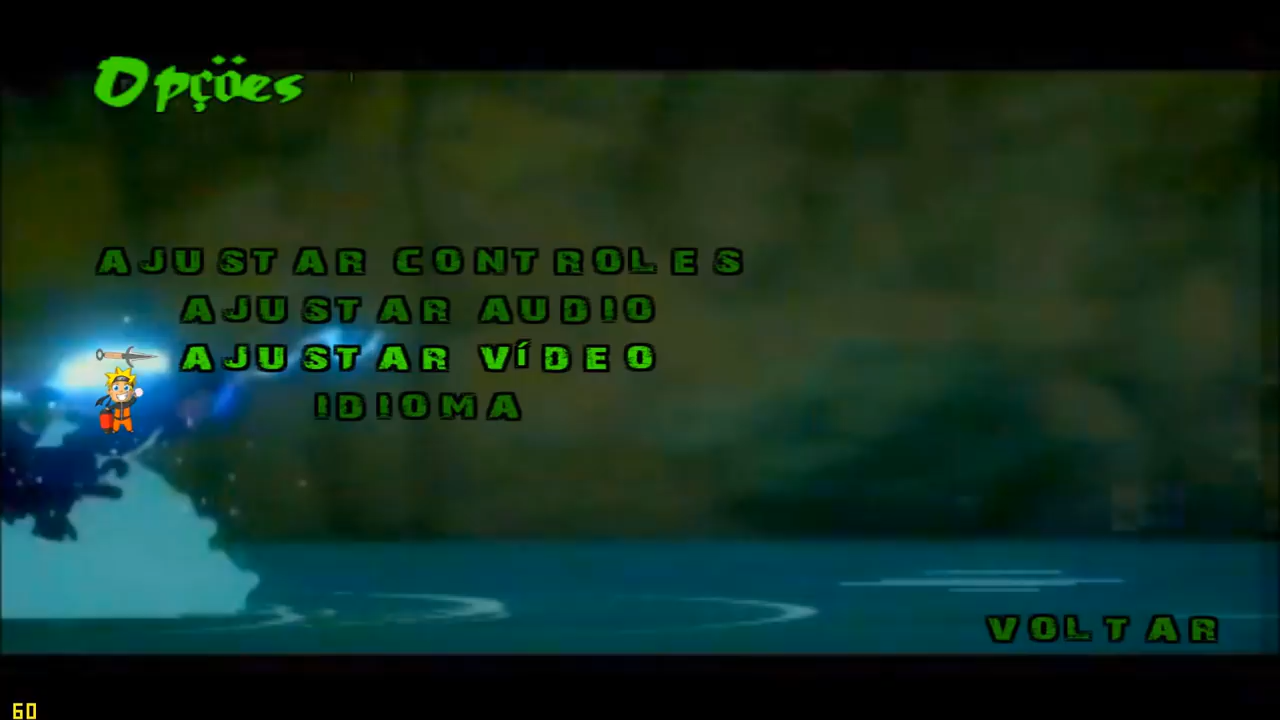 Opções
AJUSTAR CONTROLES
AJUSTAR AUDIO
AJUSTAR VÍDEO
IDIOMA
VOLTAR
60